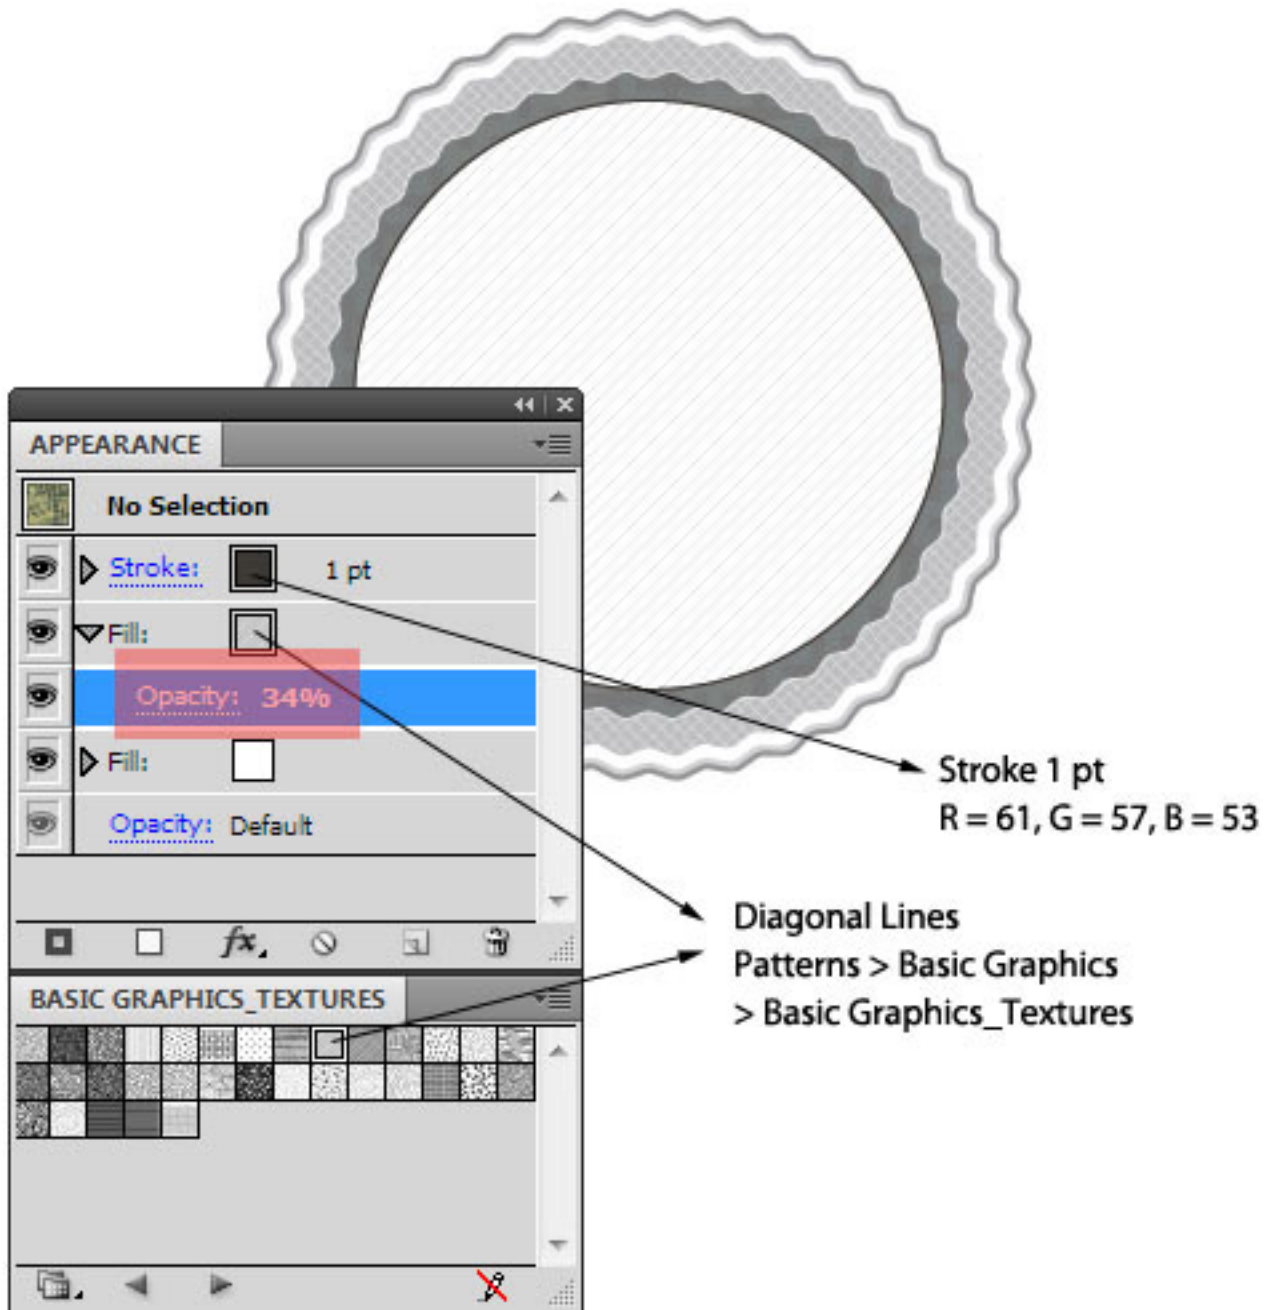 APPEARANCE
No Selection
Stroke: 1 pt
Fill:
Opacity: 34%
Fill:
Opacity: Default
fx
Stroke 1 pt
R = 61, G = 57, B = 53
Diagonal Lines
Patterns > Basic Graphics
> Basic Graphics_Textures
BASIC GRAPHICS_TEXTURES